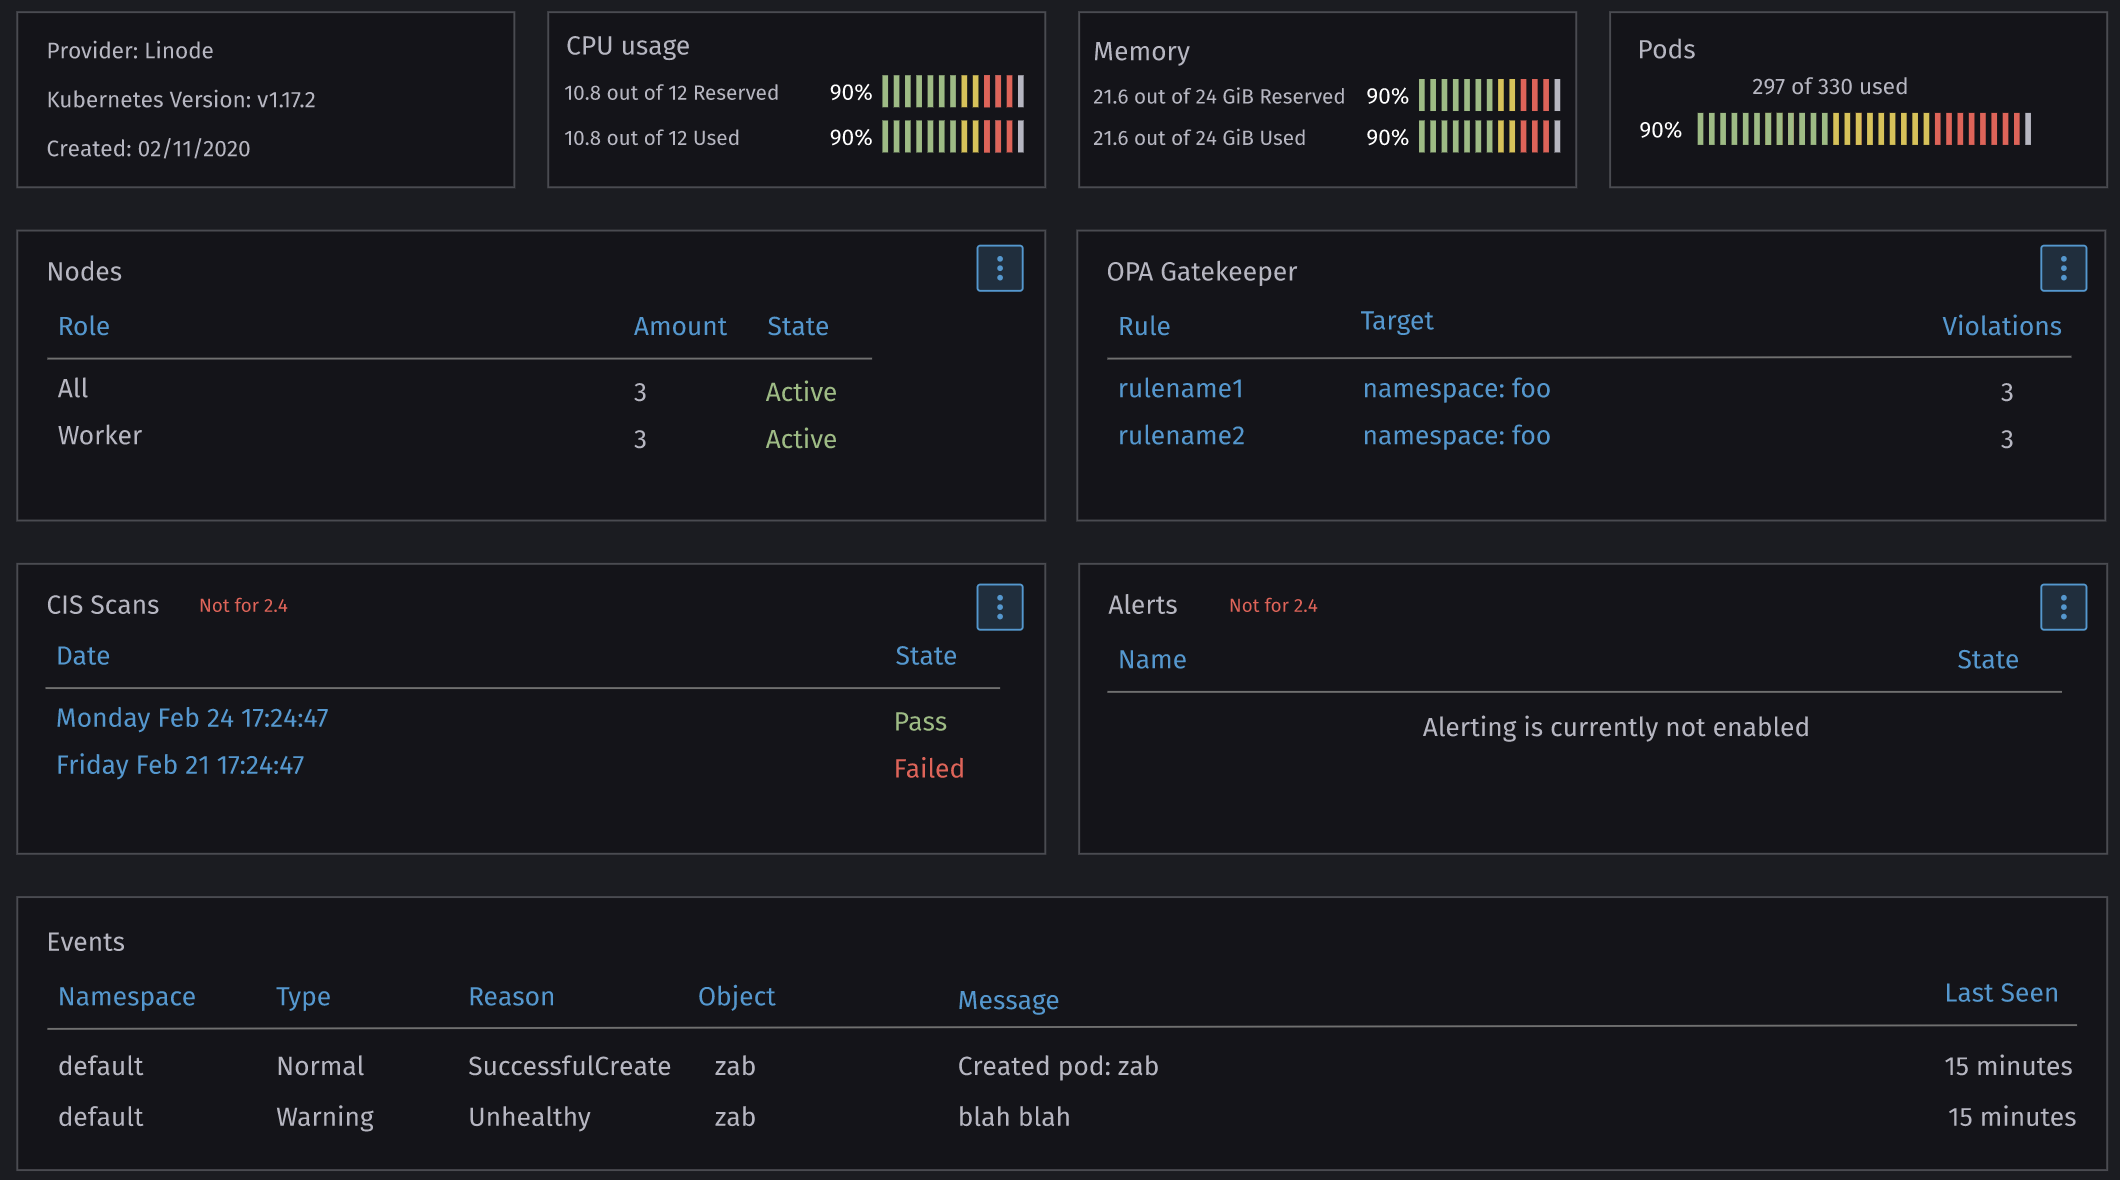 Provider: Linode
Kubernetes Version: v1.17.2
Created: 02/11/2020
CPU usage
10.8 out of 12 Reserved 90%
10.8 out of 12 Used 90%
Memory
21.6 out of 24 GiB Reserved 90%
21.6 out of 24 GiB Used 90%
Pods
297 of 330 used
90%
Nodes
Role Amount State
All 3 Active
Worker 3 Active
OPA Gatekeeper
Rule Target Violations
rulename1 namespace: foo 3
rulename2 namespace: foo 3
CIS Scans Not for 2.4
Date State
Monday Feb 24 17:24:47 Pass
Friday Feb 21 17:24:47 Failed
Alerts Not for 2.4
Name State
Alerting is currently not enabled
Events
Namespace Type Reason Object Message Last Seen
default Normal SuccessfulCreate zab Created pod: zab 15 minutes
default Warning Unhealthy zab blah blah 15 minutes